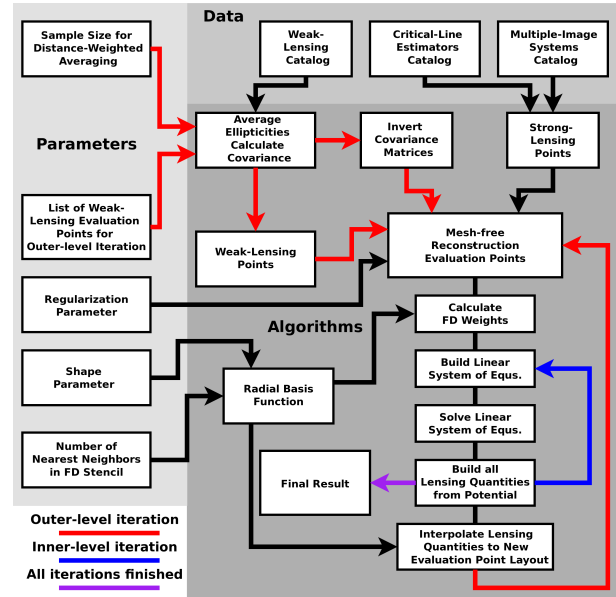 Data
Sample Size for
Distance-Weighted
Averaging
Weak-
Lensing
Catalog
Critical-Line
Estimators
Catalog
Multiple-Image
Systems
Catalog
Parameters
Average
Ellipticities
Calculate
Covariance
Invert
Covariance
Matrices
Strong-
Lensing
Points
List of Weak-
Lensing Evaluation
Points for
Outer-level Iteration
Weak-Lensing
Points
Mesh-free
Reconstruction
Evaluation Points
Regularization
Parameter
Algorithms
Calculate
FD Weights
Shape
Parameter
Radial Basis
Function
Build Linear
System of Equs.
Solve Linear
System of Equs.
Number of
Nearest Neighbors
in FD Stencil
Final Result
Build all
Lensing Quantities
from Potential
Interpolate Lensing
Quantities to New
Evaluation Point Layout
Outer-level iteration
Inner-level iteration
All iterations finished